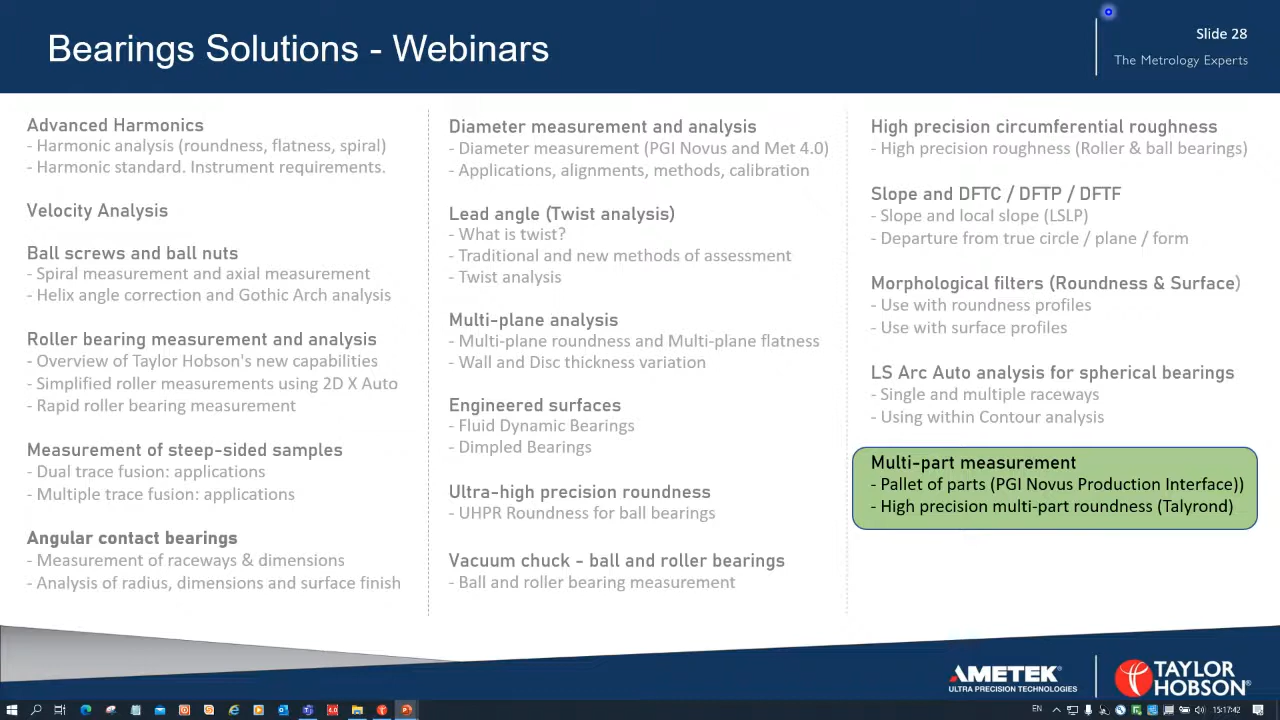 Bearings Solutions - Webinars
Slide 28
The Metrology Experts
Advanced Harmonics
- Harmonic analysis (roundness, flatness, spiral)
- Harmonic standard. Instrument requirements.
Velocity Analysis
Ball screws and ball nuts
- Spiral measurement and axial measurement
- Helix angle correction and Gothic Arch analysis
Roller bearing measurement and analysis
- Overview of Taylor Hobson's new capabilities
- Simplified roller measurements using 2D X Auto
- Rapid roller bearing measurement
Measurement of steep-sided samples
- Dual trace fusion: applications
- Multiple trace fusion: applications
Angular contact bearings
- Measurement of raceways & dimensions
- Analysis of radius, dimensions and surface finish
Diameter measurement and analysis
- Diameter measurement (PGI Novus and Met 4.0)
- Applications, alignments, methods, calibration
Lead angle (Twist analysis)
- What is twist?
- Traditional and new methods of assessment
- Twist analysis
Multi-plane analysis
- Multi-plane roundness and Multi-plane flatness
- Wall and Disc thickness variation
Engineered surfaces
- Fluid Dynamic Bearings
- Dimpled Bearings
Ultra-high precision roundness
- UHPR Roundness for ball bearings
Vacuum chuck - ball and roller bearings
- Ball and roller bearing measurement
High precision circumferential roughness
- High precision roughness (Roller & ball bearings)
Slope and DFTC / DFTP / DFTF
- Slope and local slope (LSLP)
- Departure from true circle / plane / form
Morphological filters (Roundness & Surface)
- Use with roundness profiles
- Use with surface profiles
LS Arc Auto analysis for spherical bearings
- Single and multiple raceways
- Using within Contour analysis
Multi-part measurement
- Pallet of parts (PGI Novus Production Interface))
- High precision multi-part roundness (Talyrond)
AMETEK®
ULTRA PRECISION TECHNOLOGIES
TAYLOR
HOBSON®
EN
15:17:42